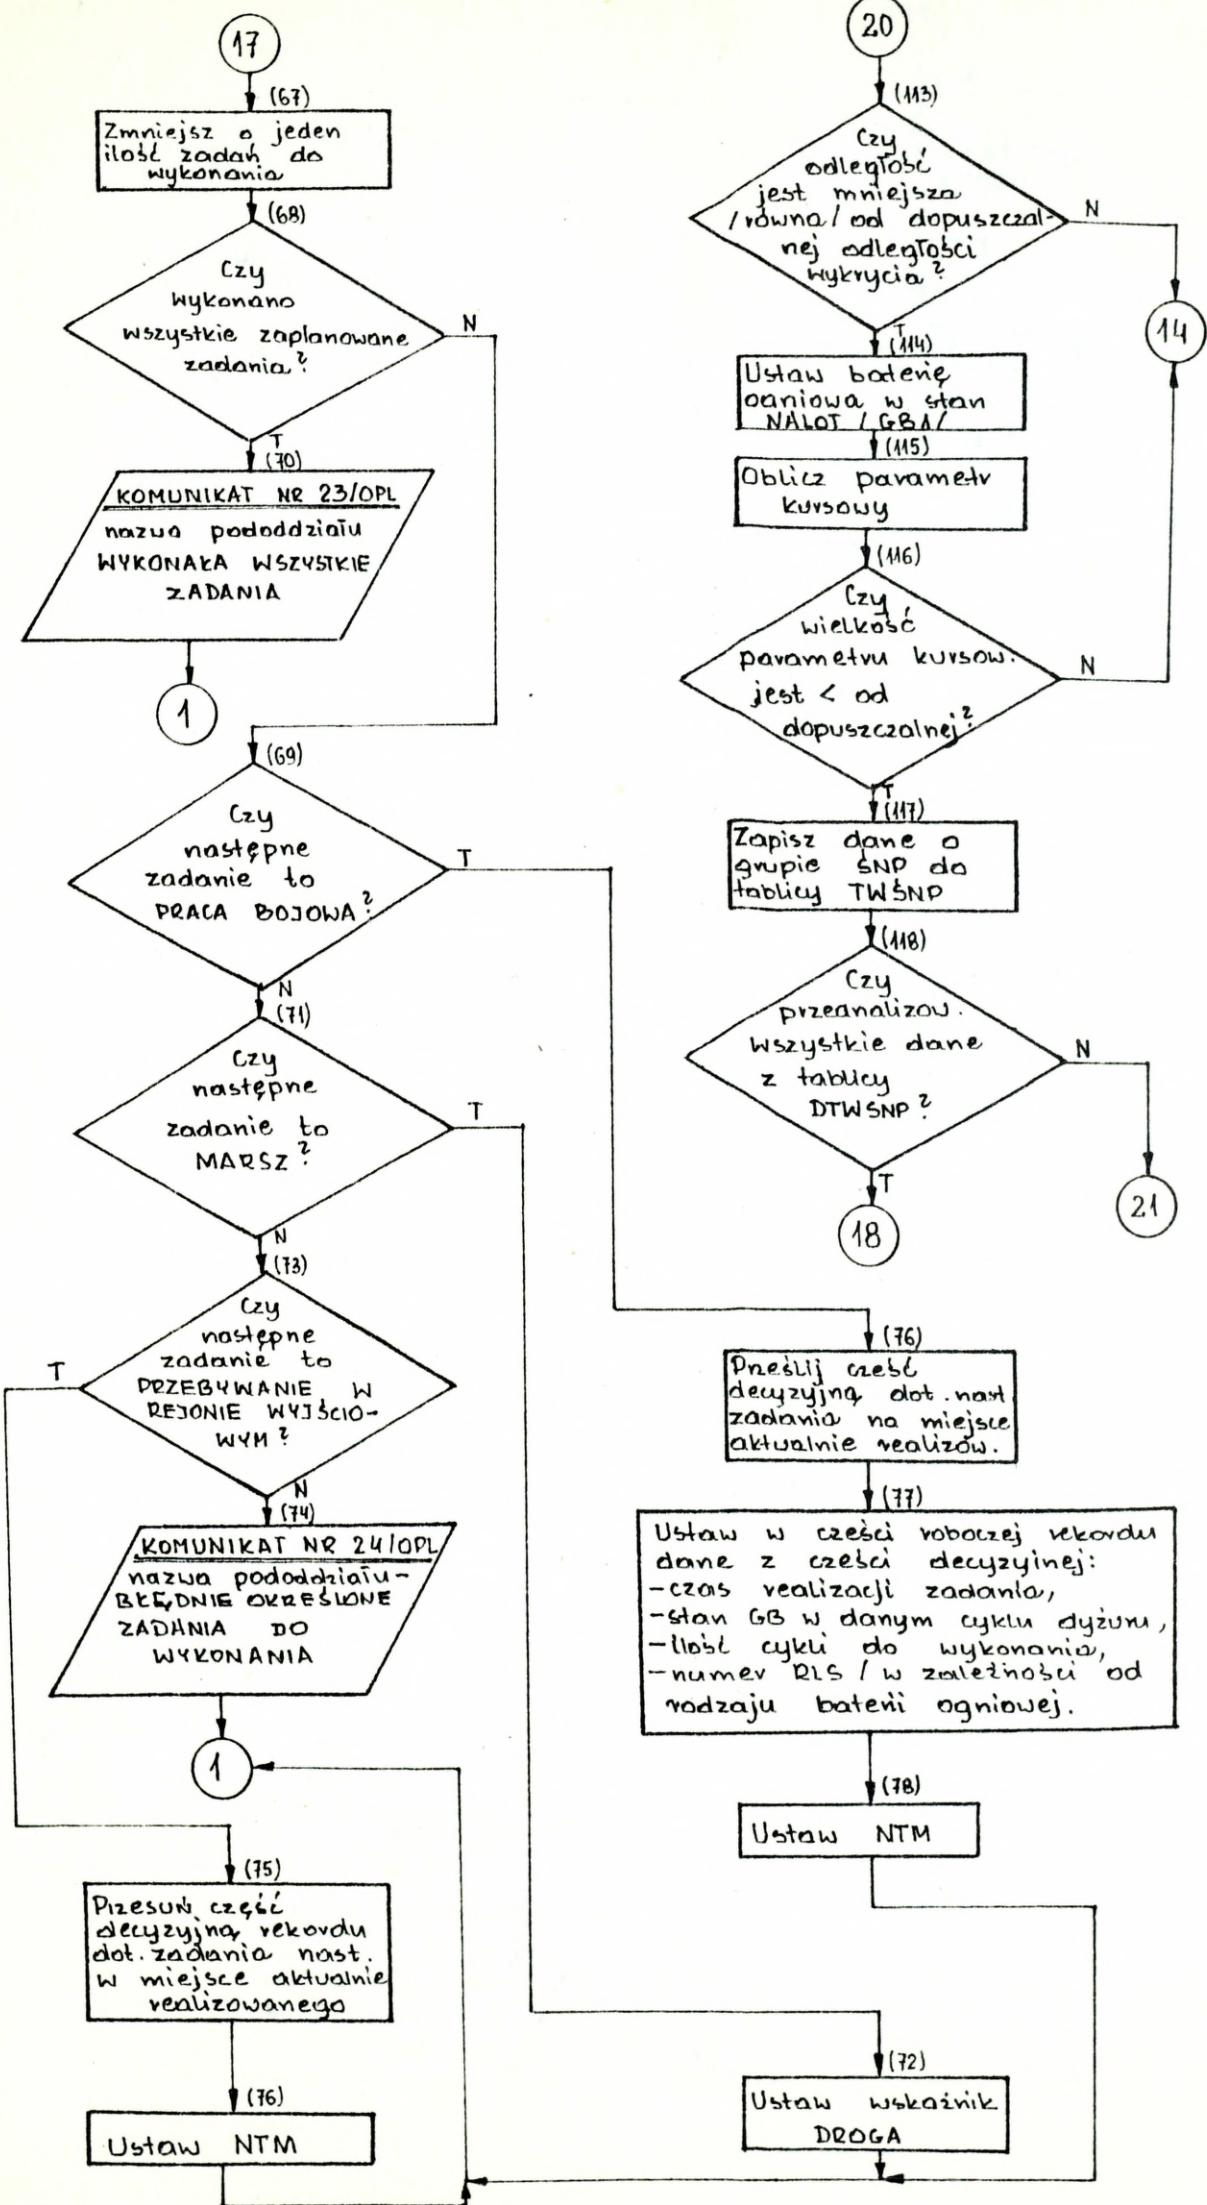 17
(67)
Zmniejsz o jeden
ilość zadań do
wykonania
(68)
Czy
wykonano
wszystkie zaplanowane
zadania?
N
T
(70)
KOMUNIKAT NR 23/OPL
nazwa pododdziału
WYKONAŁA WSZYSTKIE
ZADANIA
1
(69)
Czy
następne
zadanie to
PRACA BOJOWA?
T
N
(71)
Czy
następne
zadanie to
MARSZ?
T
N
(73)
Czy
następne
zadanie to
PRZEBYWANIE W
REJONIE WYJŚCIO-
WYM?
T
N
(74)
KOMUNIKAT NR 24/OPL
nazwa pododdziału-
BŁĘDNIE OKREŚLONE
ZADANIA DO
WYKONANIA
1
(75)
Przesuń część
decyzyjną rekordu
dot. zadania nast.
w miejsce aktualnie
realizowanego
(76)
Ustaw NTM
20
(113)
Czy
odległość
jest mniejsza
/równa/ od dopuszczal-
nej odległości
wykrycia?
N
14
T
(114)
Ustaw baterię
ogniowa w stan
NALOT /GB1/
(115)
Oblicz parametr
kursowy
(116)
Czy
wielkość
parametru kursow.
jest < od
dopuszczalnej?
N
T
(117)
Zapisz dane o
grupie ŚNP do
tablicy TWŚNP
(118)
Czy
przeanalizow.
wszystkie dane
z tablicy
DTWŚNP?
N
21
T
18
(76)
Prześlij cześć
decyzyjną dot. nast
zadania na miejsce
aktualnie realizow.
(77)
Ustaw w części roboczej rekordu
dane z części decyzyjnej:
-czas realizacji zadania,
-stan GB w danym cyklu dyżuru,
-ilość cykli do wykonania,
-numer RLS / w zależności od
rodzaju baterii ogniowej.
(78)
Ustaw NTM
(72)
Ustaw wskaźnik
DROGA